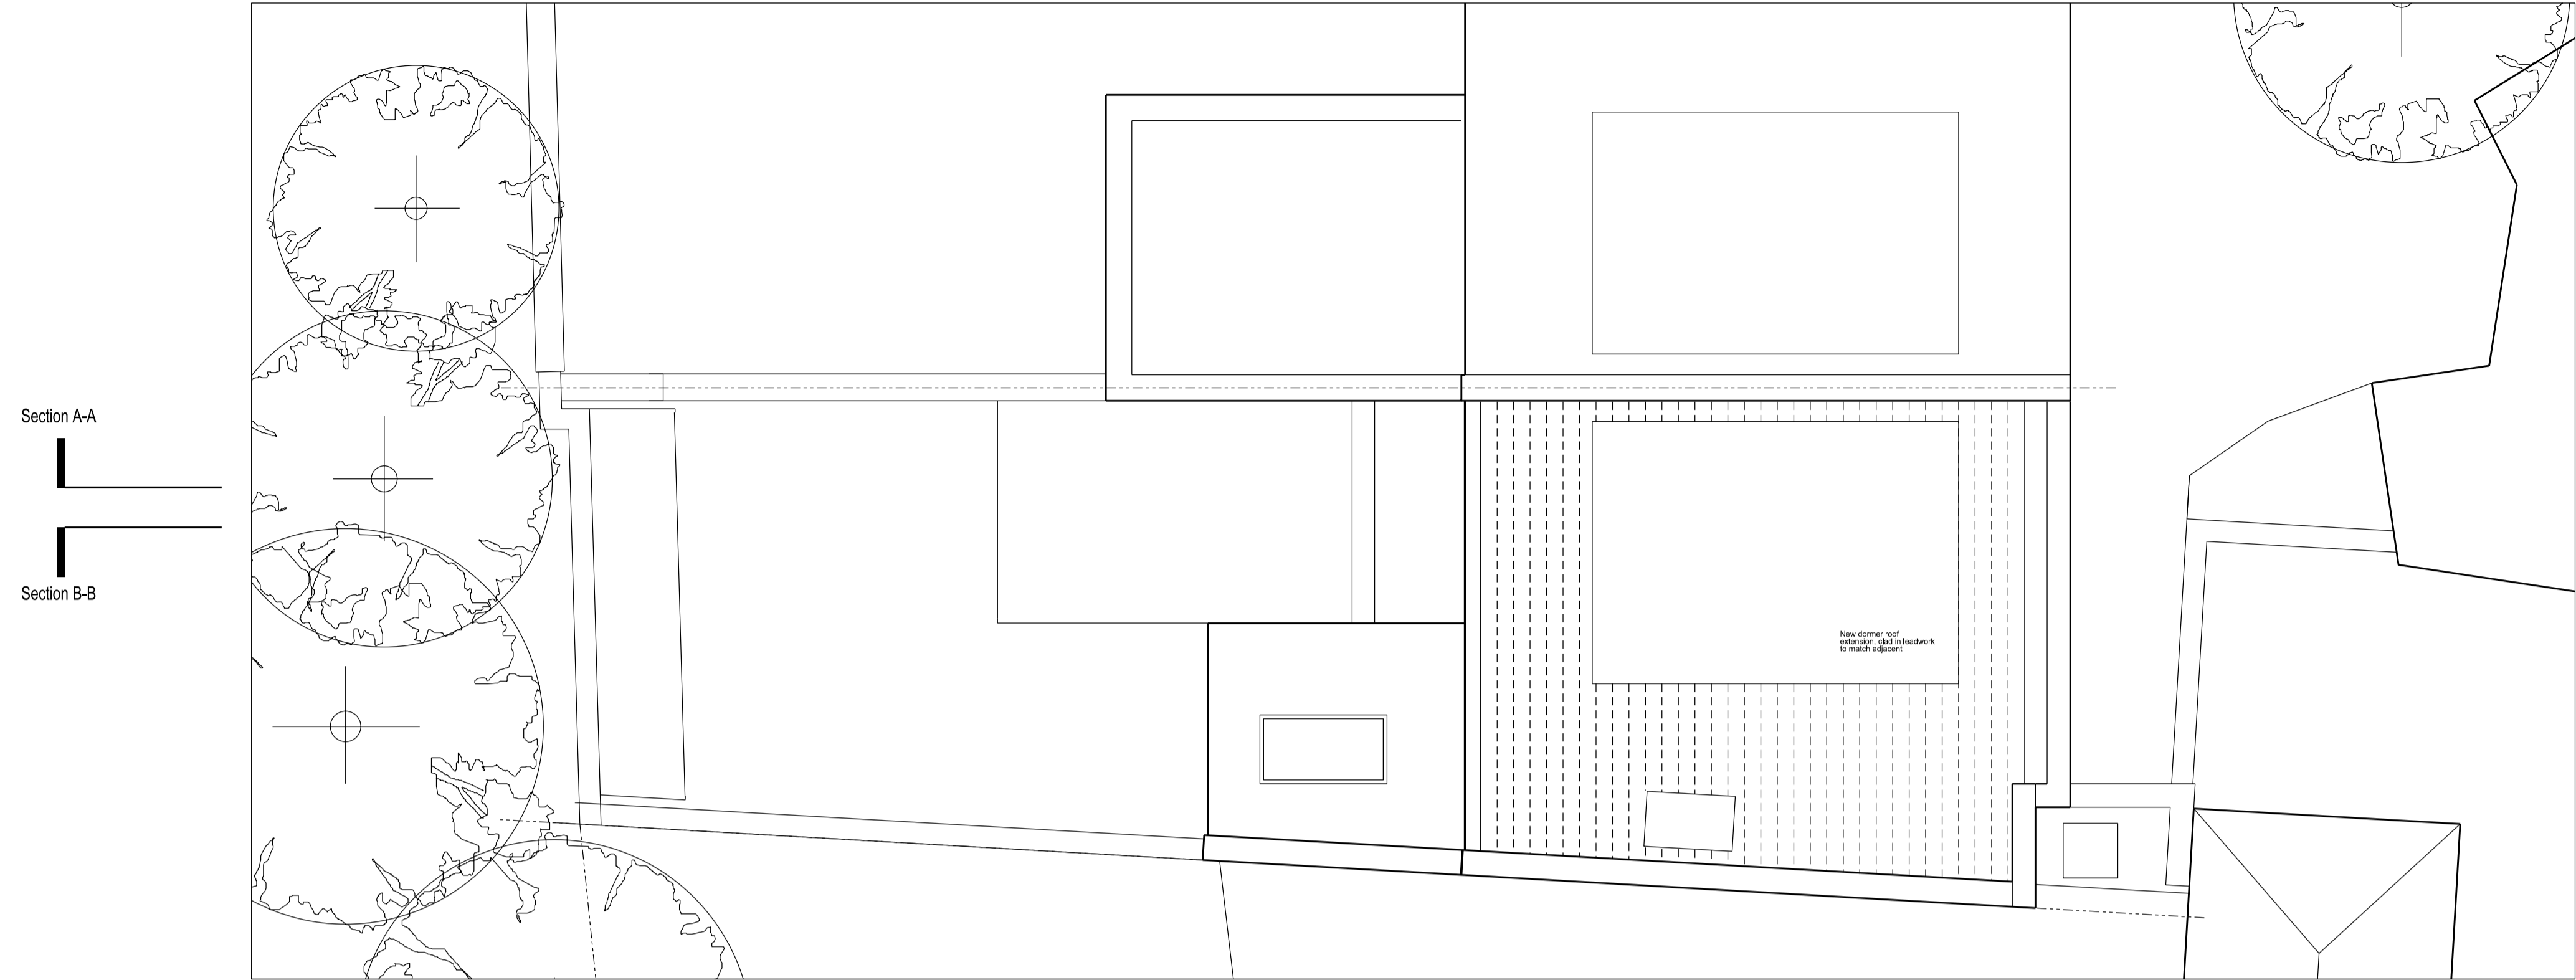 Section A-A
Section B-B
New dormer roof
extension, clad in leadwork
to match adjacent